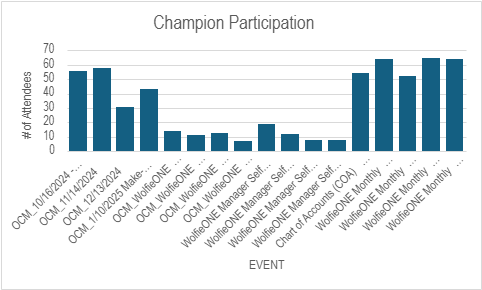 Champion Participation
# of Attendees
70
60
50
40
30
20
10
0
OCM_10/16/2024 -...
OCM_11/14/2024
OCM_12/13/2024
OCM_1/10/2025 Make-...
OCM_WolfieONE ...
OCM_WolfieONE ...
OCM_WolfieONE ...
OCM_WolfieONE ...
WolfieONE Manager Self...
WolfieONE Manager Self...
WolfieONE Manager Self...
WolfieONE Manager Self...
Chart of Accounts (COA) ...
WolfieONE Monthly ...
WolfieONE Monthly ...
WolfieONE Monthly ...
WolfieONE Monthly ...
EVENT